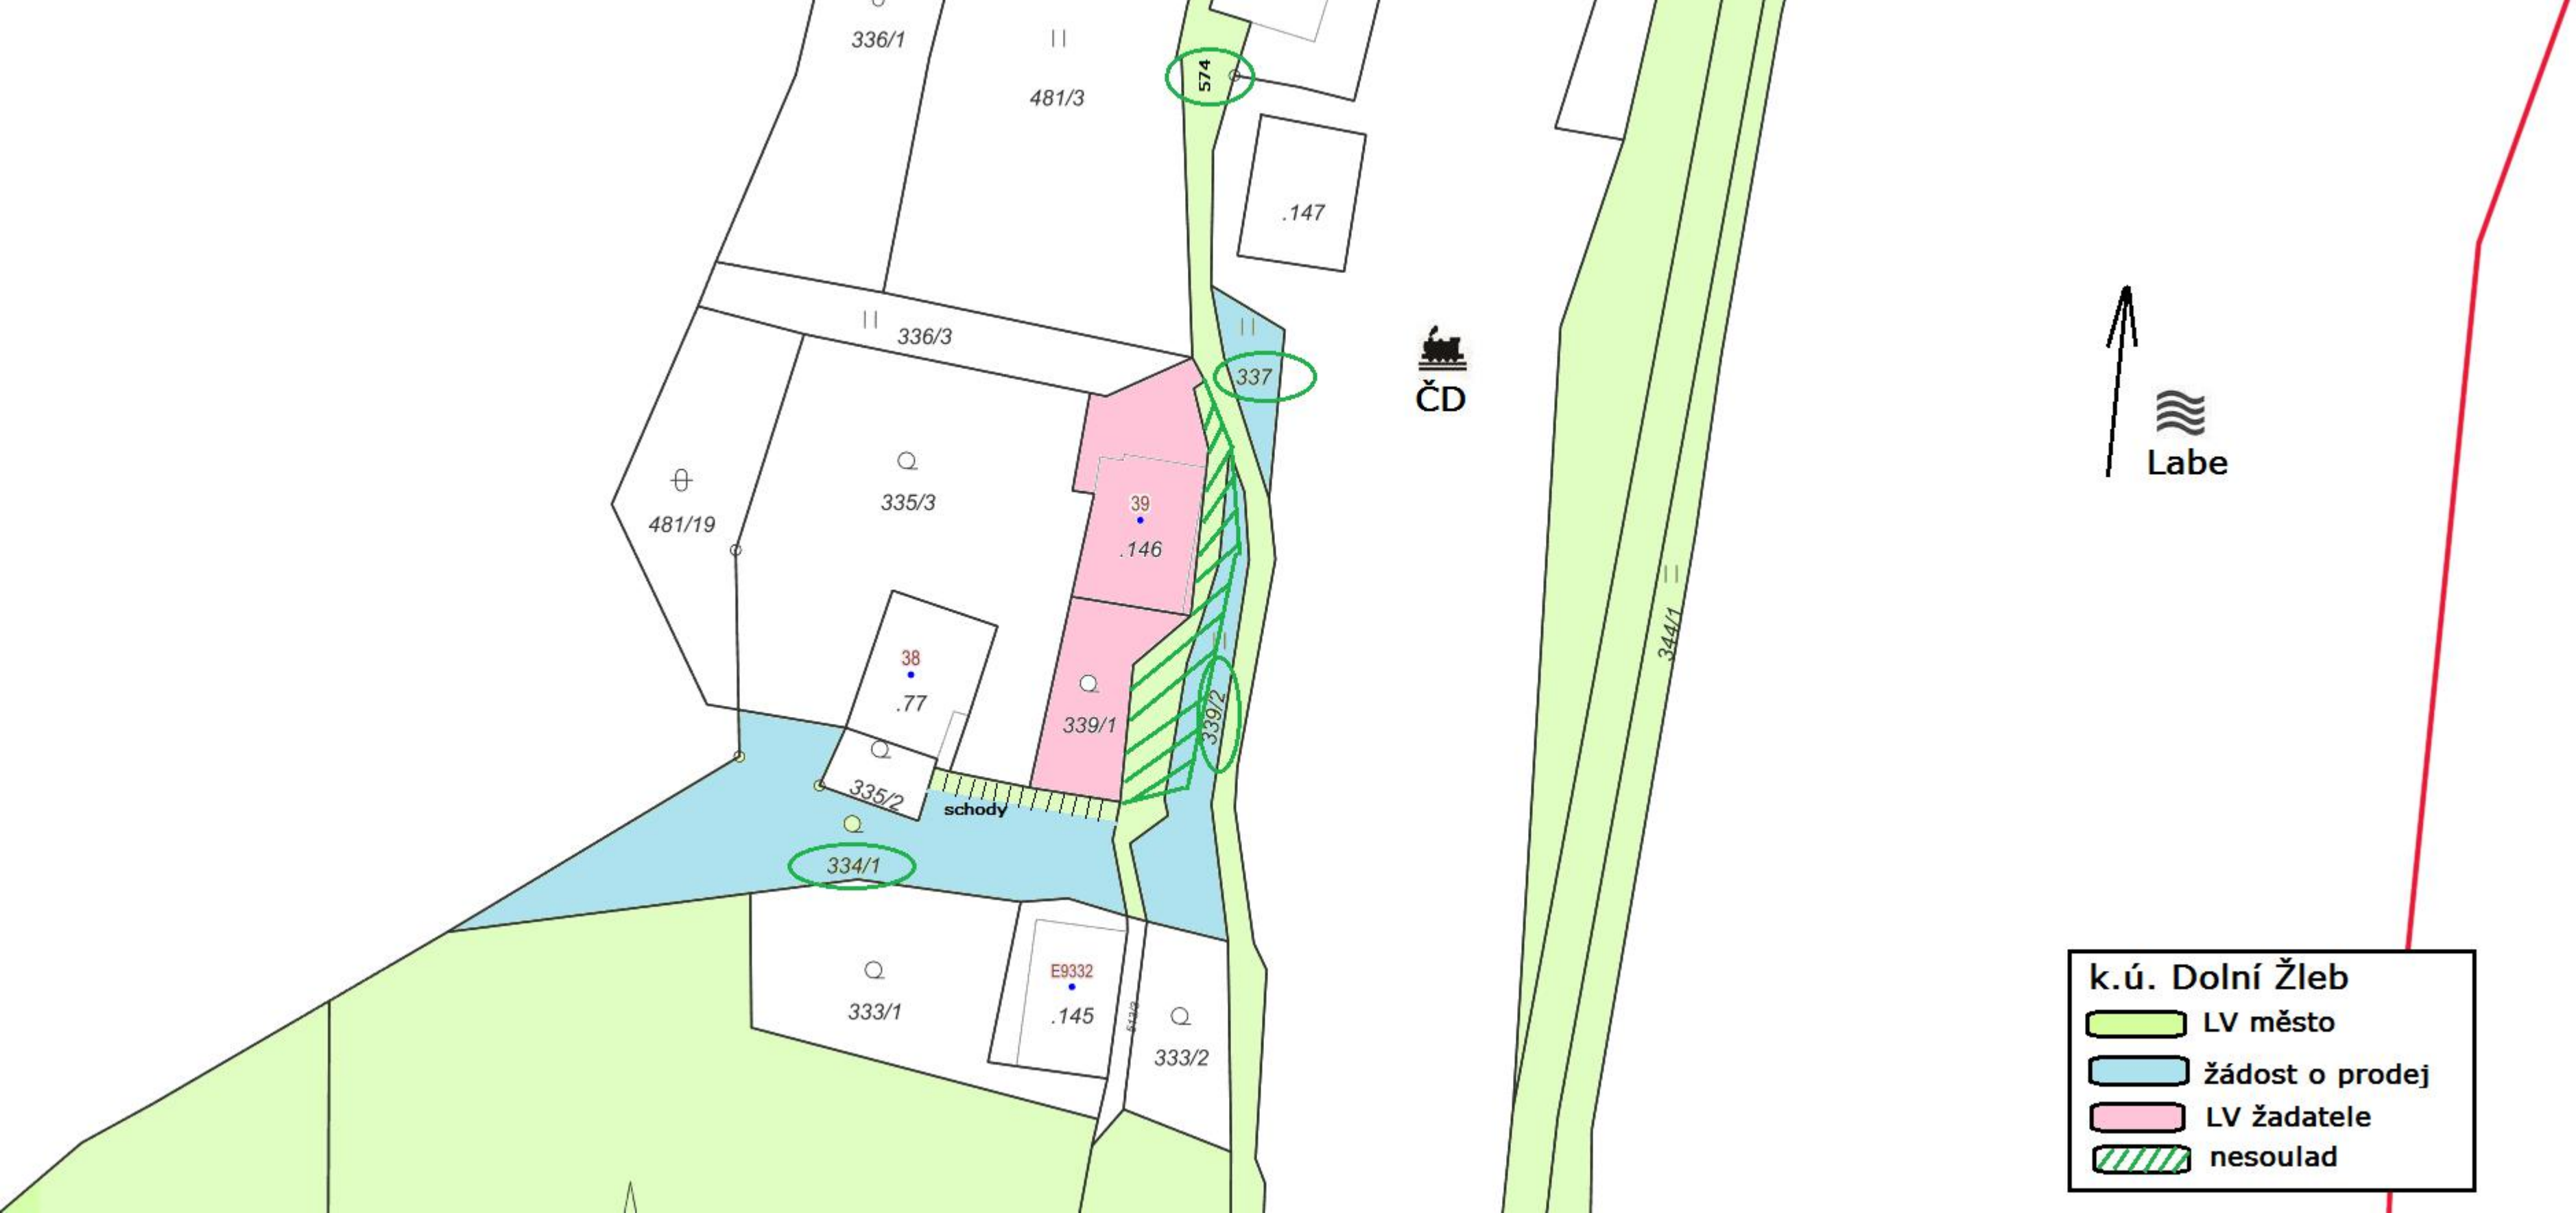 336/1
481/3
574
.147
336/3
337
ČD
Labe
335/3
481/19
39
.146
38
.77
339/1
339/2
344/1
335/2
schody
334/1
E9332
333/1
.145
333/2
k.ú. Dolní Žleb
LV město
žádost o prodej
LV žadatele
nesoulad